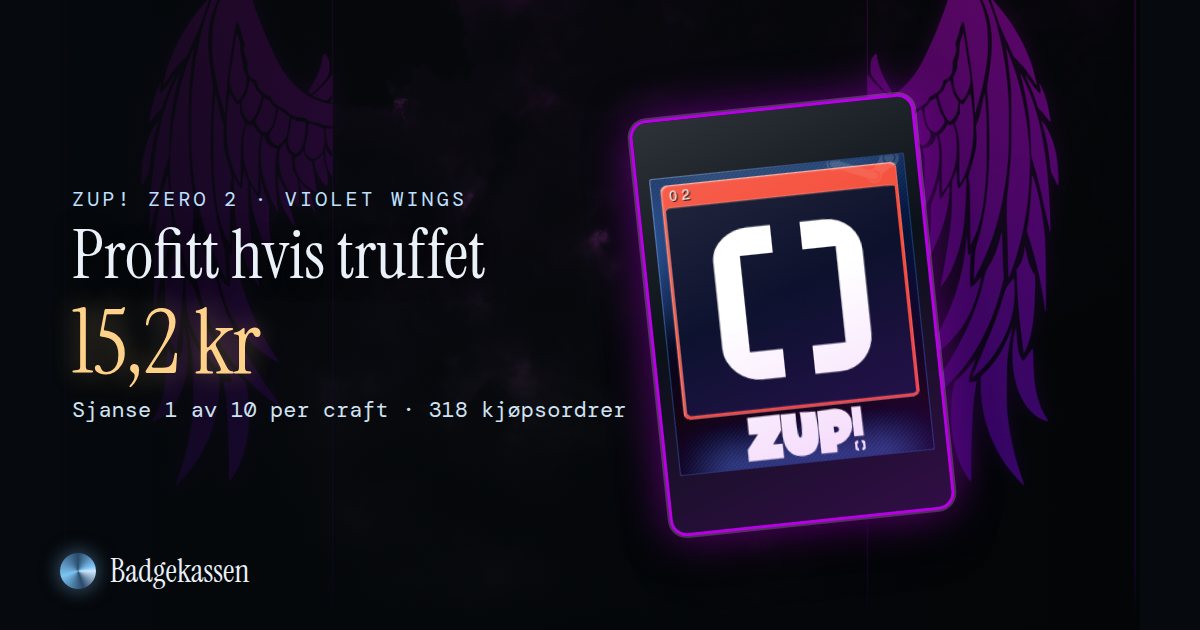 ZUP! ZERO 2 · VIOLET WINGS
Profitt hvis truffet
15,2 kr
Sjanse 1 av 10 per craft · 318 kjøpsordrer
02
ZUP!
Badgekassen